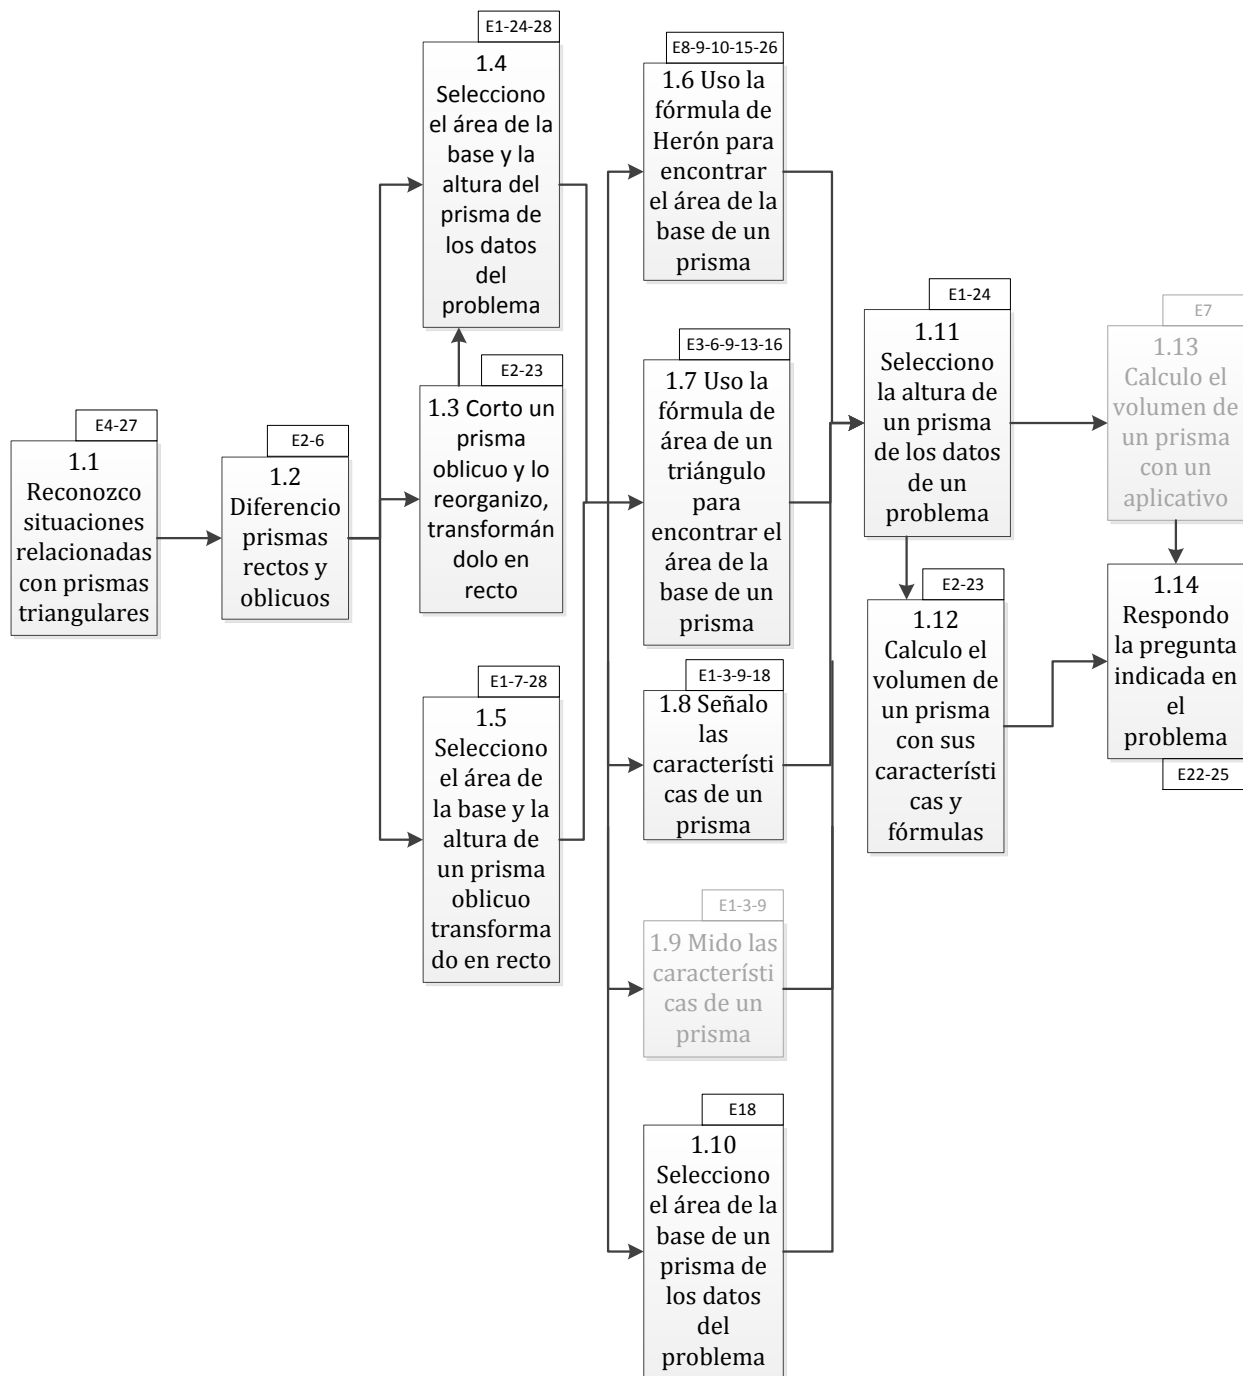 E4-27
1.1
Reconozco
situaciones
relacionadas
con prismas
triangulares
E2-6
1.2
Diferencio
prismas
rectos y
oblicuos
E1-24-28
1.4
Selecciono
el área de la
base y la
altura del
prisma de
los datos
del
problema
E2-23
1.3 Corto un
prisma
oblicuo y lo
reorganizo,
transformán
dolo en
recto
E1-7-28
1.5
Selecciono
el área de
la base y la
altura de
un prisma
oblicuo
transforma
do en recto
E8-9-10-15-26
1.6 Uso la
fórmula de
Herón para
encontrar
el área de la
base de un
prisma
E3-6-9-13-16
1.7 Uso la
fórmula de
área de un
triángulo
para
encontrar el
área de la
base de un
prisma
E1-3-9-18
1.8 Señalo
las
característi
cas de un
prisma
E1-3-9
1.9 Mido las
característi
cas de un
prisma
E18
1.10
Selecciono
el área de la
base de un
prisma de
los datos
del
problema
E1-24
1.11
Selecciono
la altura de
un prisma
de los datos
de un
problema
E2-23
1.12
Calculo el
volumen de
un prisma
con sus
característi
cas y
fórmulas
E7
1.13
Calculo el
volumen de
un prisma
con un
aplicativo
1.14
Respondo
la pregunta
indicada en
el
problema
E22-25